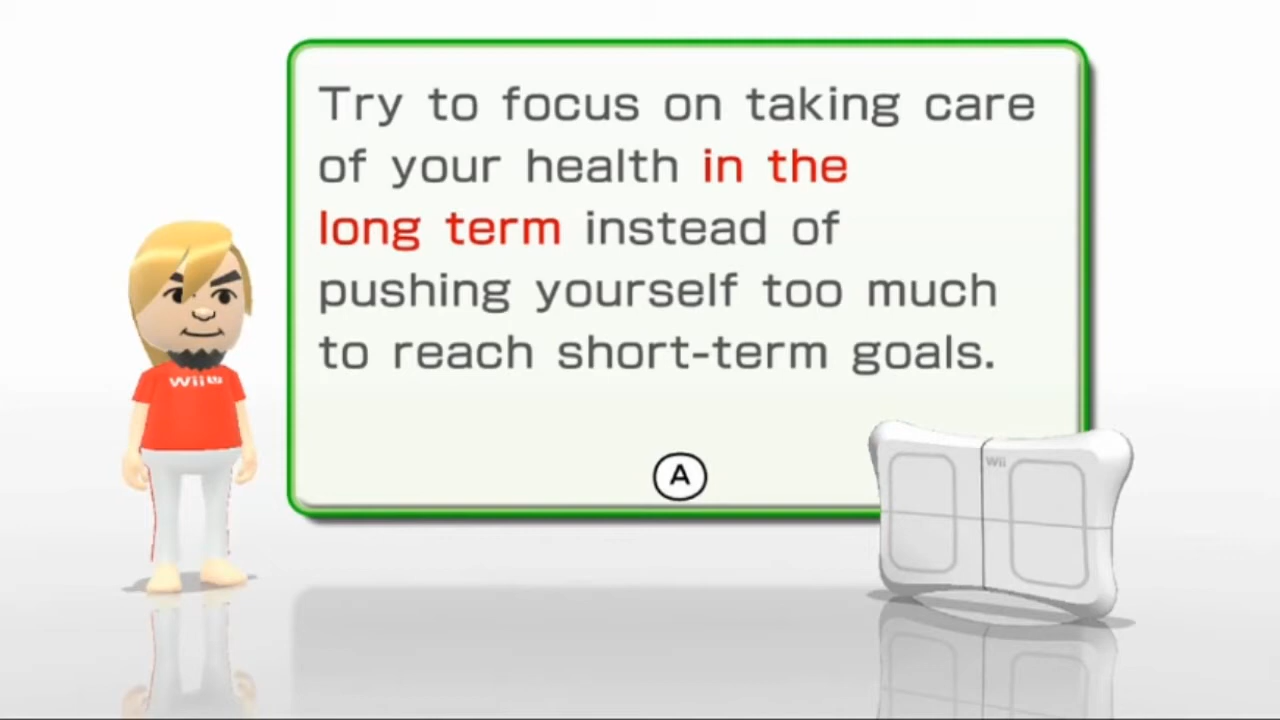 Try to focus on taking care
of your health in the
long term instead of
pushing yourself too much
to reach short-term goals.
A
Wii U
Wii